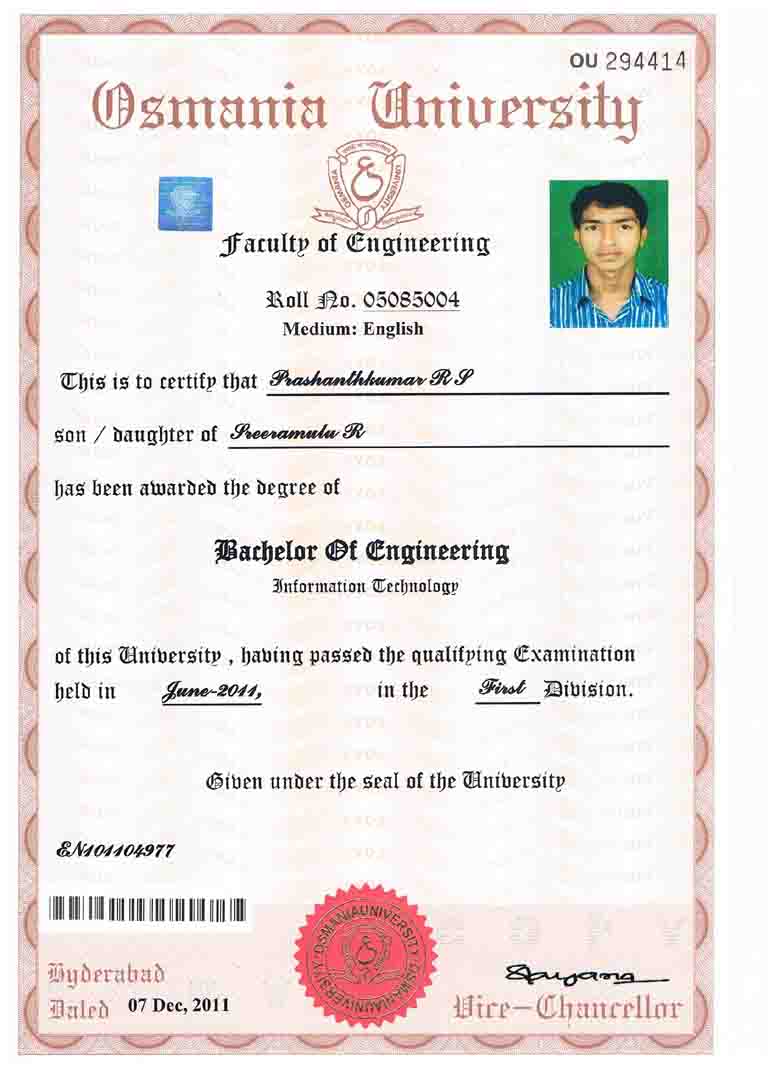 OU 294414
Osmania University
OSMANIA UNIVERSITY
Faculty of Engineering
Roll No. 05085004
Medium: English
This is to certify that Prashanthkumar R S
son / daughter of Sreeramulu R
has been awarded the degree of
Bachelor Of Engineering
Information Technology
of this University , having passed the qualifying Examination
held in June-2011, in the First Division.
Given under the seal of the University
EN101104977
OSMANIAUNIVERSITY OSMANIAUNIVERSITY
Hyderabad
Dated 07 Dec, 2011
Vice-Chancellor